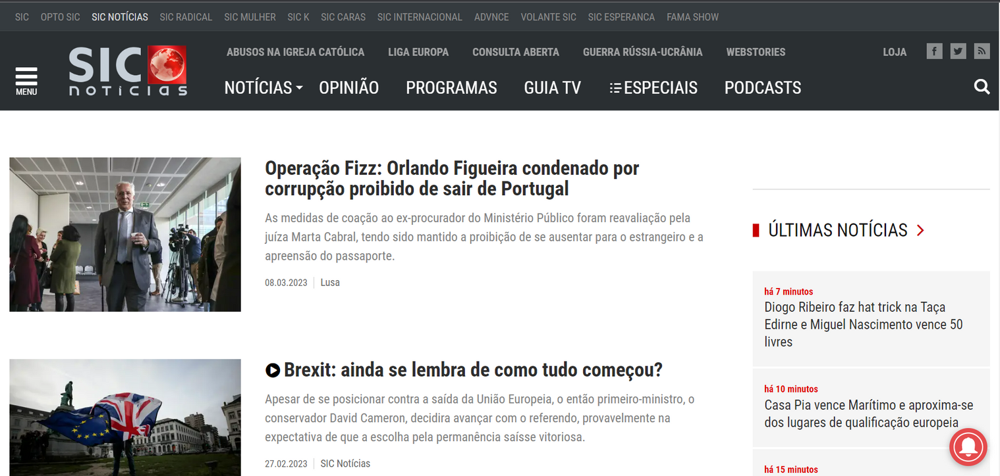 SIC OPTO SIC SIC NOTÍCIAS SIC RADICAL SIC MULHER SIC K SIC CARAS SIC INTERNACIONAL ADVNCE VOLANTE SIC SIC ESPERANCA FAMA SHOW
ABUSOS NA IGREJA CATÓLICA LIGA EUROPA CONSULTA ABERTA GUERRA RÚSSIA-UCRÂNIA WEBSTORIES LOJA
MENU
SIC
notícias
NOTÍCIAS OPINIÃO PROGRAMAS GUIA TV ESPECIAIS PODCASTS
Operação Fizz: Orlando Figueira condenado por
corrupção proibido de sair de Portugal
As medidas de coação ao ex-procurador do Ministério Público foram reavaliação pela
juíza Marta Cabral, tendo sido mantido a proibição de se ausentar para o estrangeiro e a
apreensão do passaporte.
08.03.2023 Lusa
Brexit: ainda se lembra de como tudo começou?
Apesar de se posicionar contra a saída da União Europeia, o então primeiro-ministro, o
conservador David Cameron, decidira avançar com o referendo, provavelmente na
expectativa de que a escolha pela permanência saísse vitoriosa.
27.02.2023 SIC Notícias
ÚLTIMAS NOTÍCIAS
há 7 minutos
Diogo Ribeiro faz hat trick na Taça
Edirne e Miguel Nascimento vence 50
livres
há 10 minutos
Casa Pia vence Marítimo e aproxima-se
dos lugares de qualificação europeia
há 15 minutos